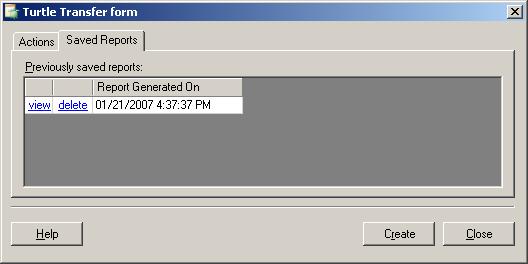 Turtle Transfer form
Actions Saved Reports
Previously saved reports:
Report Generated On
view delete 01/21/2007 4:37:37 PM
Help Create Close